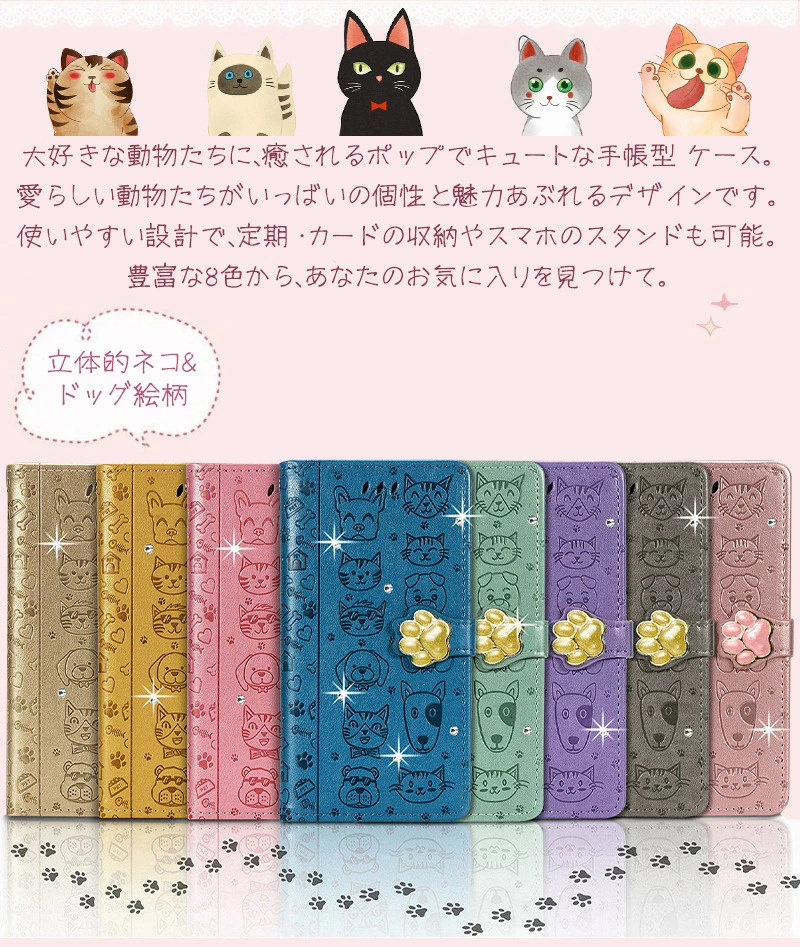 大好きな動物たちに、癒されるポップでキュートな手帳型 ケース。
愛らしい動物たちがいっぱいの個性と魅力あぶれるデザインです。
使いやすい設計で、定期・カードの収納やスマホのスタンドも可能。
豊富な8色から、あなたのお気に入りを見つけて。
立体的ネコ&
ドッグ絵柄